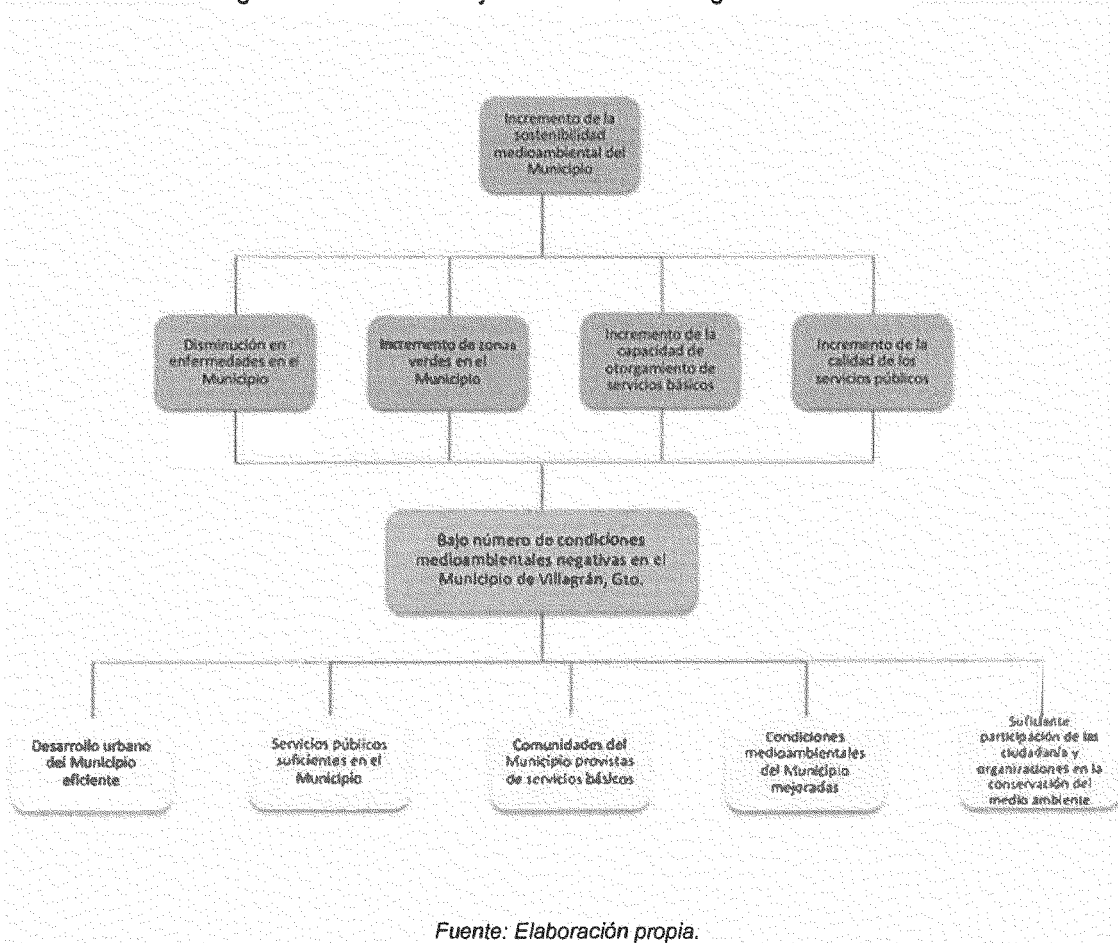 Incremento de la
sostenibilidad
medioambiental del
Municipio
Disminución en
enfermedades en el
Municipio
Incremento de zonas
verdes en el
Municipio
Incremento de la
capacidad de
otorgamiento de
servicios básicos
Incremento de la
calidad de los
servicios públicos
Bajo número de condiciones
medioambientales negativas en el
Municipio de Villagrán, Gto.
Desarrollo urbano
del Municipio
eficiente
Servicios públicos
suficientes en el
Municipio
Comunidades del
Municipio provistas
de servicios básicos
Condiciones
medioambientales
del Municipio
mejoradas
Suficiente
participación de las
ciudadanía y
organizaciones en la
conservación del
medio ambiente
Fuente: Elaboración propia.